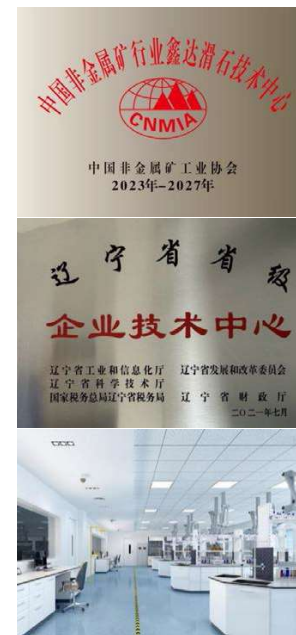 中国非金属矿行业鑫达滑石技术中心
CNMIA
中国非金属矿工业协会
2023年-2027年
辽宁省省级
企业技术中心
辽宁省工业和信息化厅 辽宁省发展和改革委员会
辽宁省科学技术厅
国家税务总局辽宁省税务局 辽宁省财政厅
二〇二一年七月